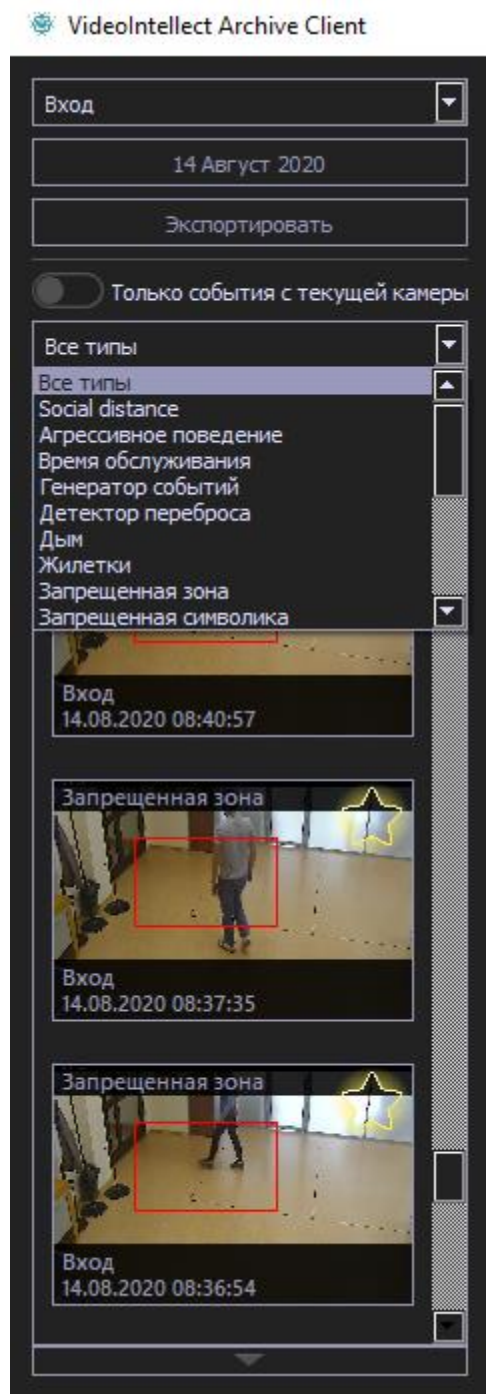 VideoIntellect Archive Client
Вход
14 Август 2020
Экспортировать
Только события с текущей камеры
Все типы
Все типы
Social distance
Агрессивное поведение
Время обслуживания
Генератор событий
Детектор переброса
Дым
Жилетки
Запрещенная зона
Запрещенная символика
Вход
14.08.2020 08:40:57
Запрещенная зона
Вход
14.08.2020 08:37:35
Запрещенная зона
Вход
14.08.2020 08:36:54